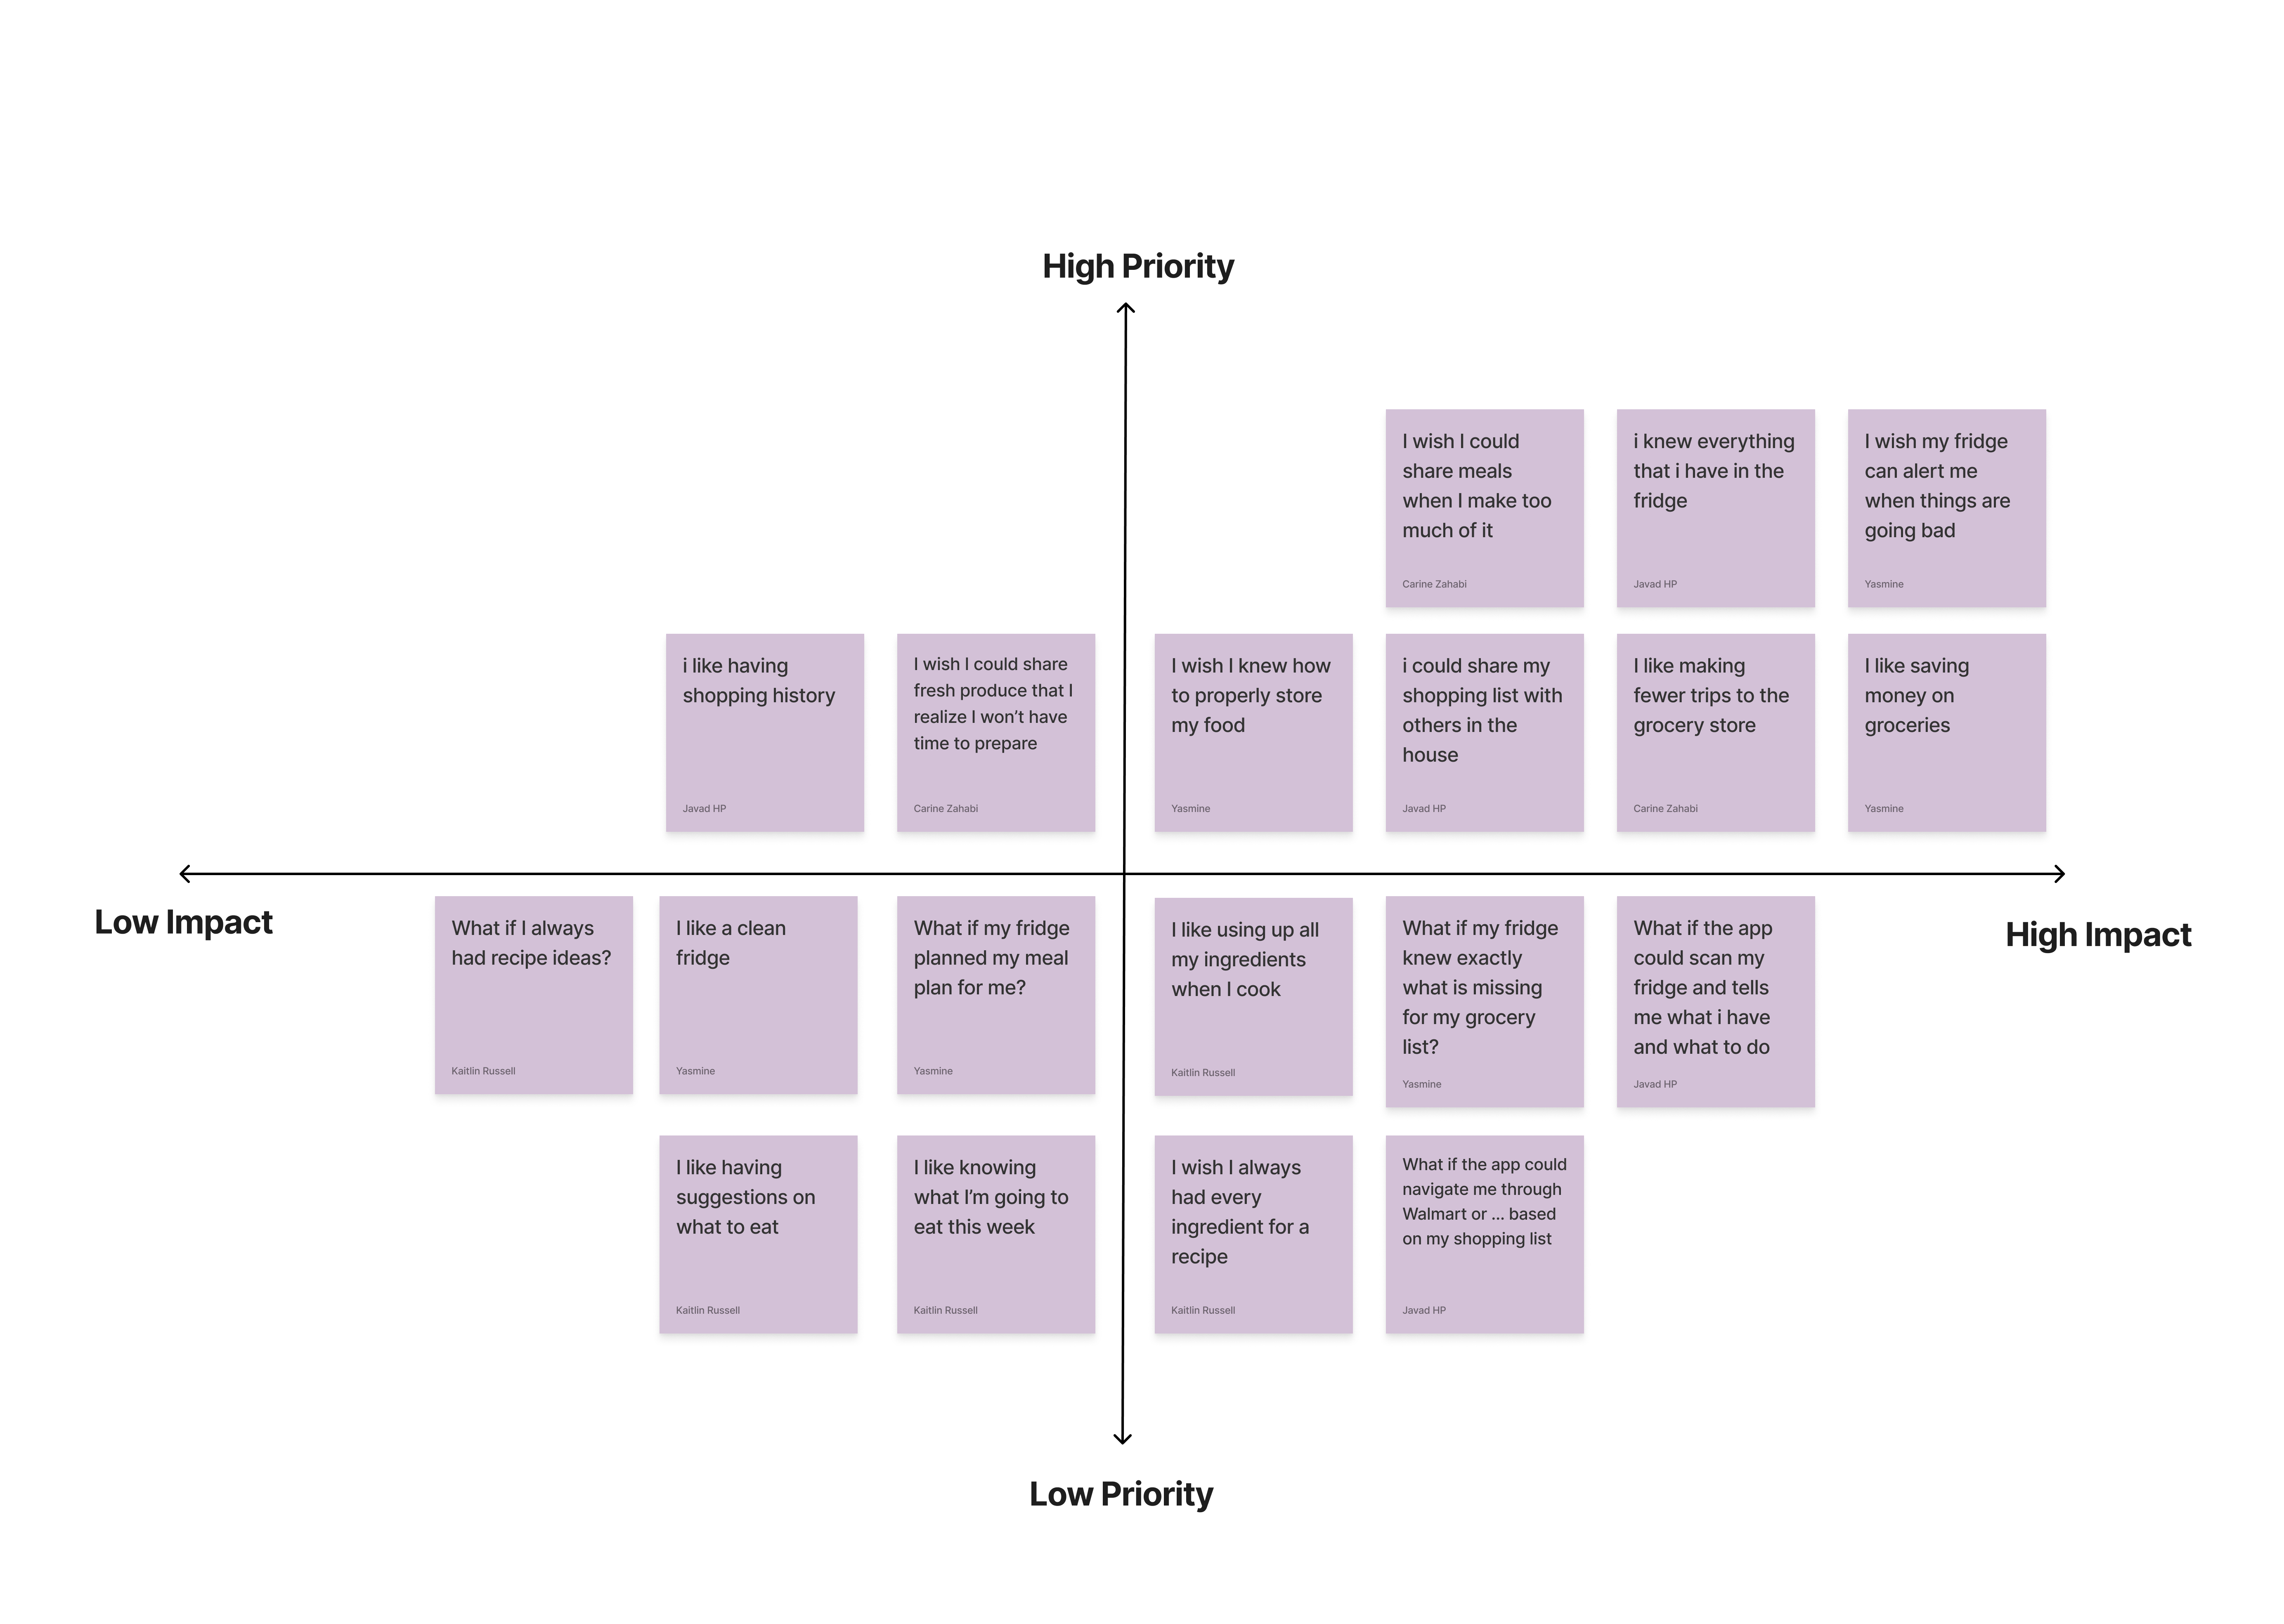 High Priority
I wish I could
share meals
when I make too
much of it
Carine Zahabi
i knew everything
that i have in the
fridge
Javad HP
I wish my fridge
can alert me
when things are
going bad
Yasmine
i like having
shopping history
Javad HP
I wish I could share
fresh produce that I
realize I won’t have
time to prepare
Carine Zahabi
I wish I knew how
to properly store
my food
Yasmine
i could share my
shopping list with
others in the
house
Javad HP
I like making
fewer trips to the
grocery store
Carine Zahabi
I like saving
money on
groceries
Yasmine
Low Impact
High Impact
What if I always
had recipe ideas?
Kaitlin Russell
I like a clean
fridge
Yasmine
What if my fridge
planned my meal
plan for me?
Yasmine
I like using up all
my ingredients
when I cook
Kaitlin Russell
What if my fridge
knew exactly
what is missing
for my grocery
list?
Yasmine
What if the app
could scan my
fridge and tells
me what i have
and what to do
Javad HP
I like having
suggestions on
what to eat
Kaitlin Russell
I like knowing
what I’m going to
eat this week
Kaitlin Russell
I wish I always
had every
ingredient for a
recipe
Kaitlin Russell
What if the app could
navigate me through
Walmart or ... based
on my shopping list
Javad HP
Low Priority